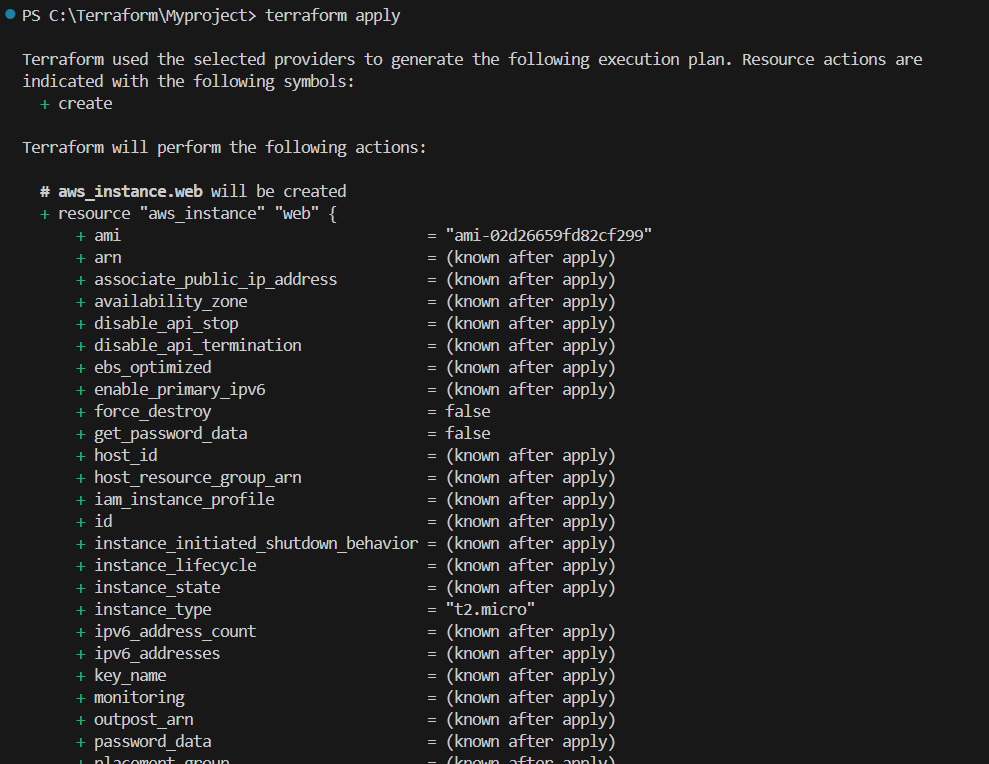 PS C:\Terraform\Myproject> terraform apply
Terraform used the selected providers to generate the following execution plan. Resource actions are
indicated with the following symbols:
+ create
Terraform will perform the following actions:
# aws_instance.web will be created
+ resource "aws_instance" "web" {
+ ami = "ami-02d26659fd82cf299"
+ arn = (known after apply)
+ associate_public_ip_address = (known after apply)
+ availability_zone = (known after apply)
+ disable_api_stop = (known after apply)
+ disable_api_termination = (known after apply)
+ ebs_optimized = (known after apply)
+ enable_primary_ipv6 = (known after apply)
+ force_destroy = false
+ get_password_data = false
+ host_id = (known after apply)
+ host_resource_group_arn = (known after apply)
+ iam_instance_profile = (known after apply)
+ id = (known after apply)
+ instance_initiated_shutdown_behavior = (known after apply)
+ instance_lifecycle = (known after apply)
+ instance_state = (known after apply)
+ instance_type = "t2.micro"
+ ipv6_address_count = (known after apply)
+ ipv6_addresses = (known after apply)
+ key_name = (known after apply)
+ monitoring = (known after apply)
+ outpost_arn = (known after apply)
+ password_data = (known after apply)
+ placement_group = (known after apply)